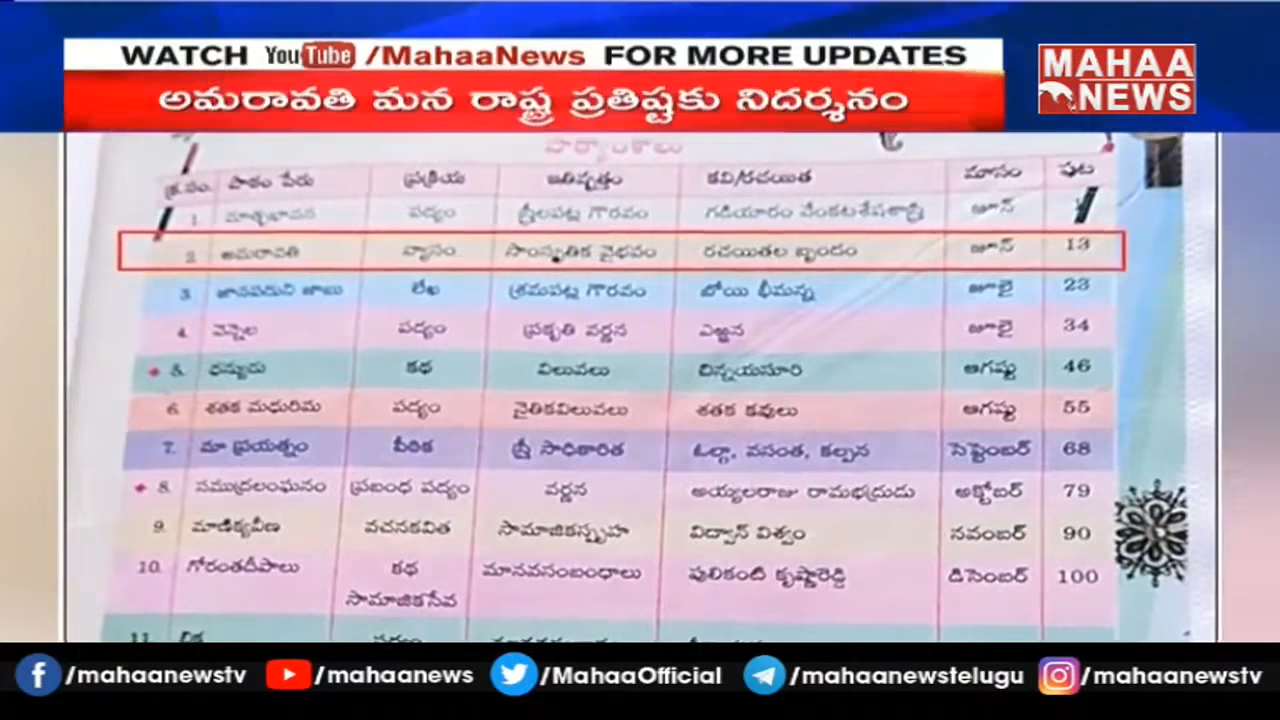 WATCH YouTube /MahaaNews FOR MORE UPDATES
అమరావతి మన రాష్ట్ర ప్రతిష్టకు నిదర్శనం
MAHAA NEWS
పాఠ్యాంశాలు
క్ర.సం. పాఠం పేరు ప్రక్రియ ఇతివృత్తం కవి/రచయిత మాసం పుట
1. మాతృభావన పద్యం స్త్రీలపట్ల గౌరవం గడియారం వేంకటశేషశాస్త్రి జూన్
2. అమరావతి వ్యాసం సాంస్కృతిక వైభవం రచయితల బృందం జూన్ 13
3. జానపదుని జాబు లేఖ శ్రమపట్ల గౌరవం బోయి భీమన్న జూలై 23
4. వెన్నెల పద్యం ప్రకృతి వర్ణన ఎఱ్ఱన జూలై 34
5. ధన్యుడు కథ విలువలు చిన్నయసూరి ఆగష్టు 46
6. శతక మధురిమ పద్యం నైతికవిలువలు శతక కవులు ఆగష్టు 55
7. మా ప్రయత్నం పీఠిక స్త్రీ సాధికారిత ఓల్గా, వసంత, కల్పన సెప్టెంబర్ 68
8. సముద్రలంఘనం ప్రబంధ పద్యం వర్ణన అయ్యలరాజు రామభద్రుడు అక్టోబర్ 79
9. మాణిక్యవీణ వచనకవిత సామాజికస్పృహ విద్వాన్ విశ్వం నవంబర్ 90
10. గోరంతదీపాలు కథ మానవసంబంధాలు పులికంటి కృష్ణారెడ్డి డిసెంబర్ 100
సామాజికసేవ
11.
/mahaanewstv /mahaanews /MahaaOfficial /mahaanewstelugu /mahaanewstv